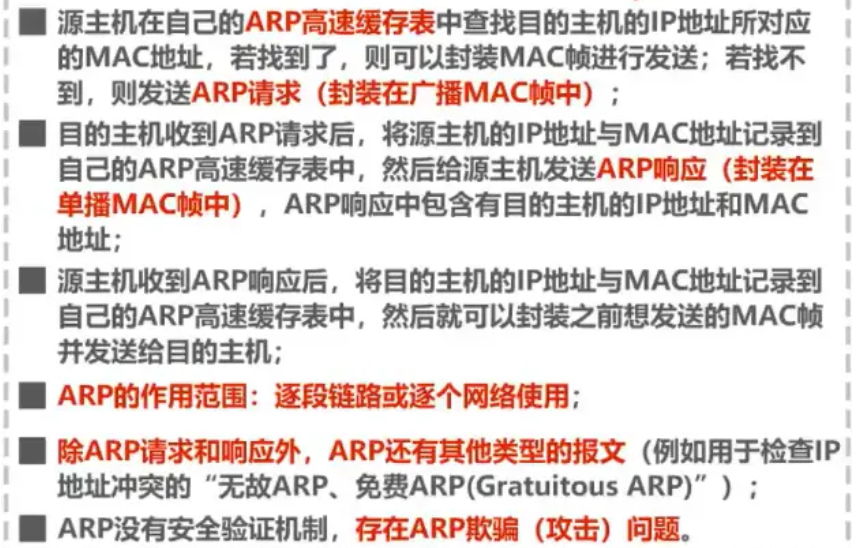 ■ 源主机在自己的ARP高速缓存表中查找目的主机的IP地址所对应
的MAC地址，若找到了，则可以封装MAC帧进行发送；若找不
到，则发送ARP请求（封装在广播MAC帧中）；
■ 目的主机收到ARP请求后，将源主机的IP地址与MAC地址记录到
自己的ARP高速缓存表中，然后给源主机发送ARP响应（封装在
单播MAC帧中），ARP响应中包含有目的主机的IP地址和MAC
地址；
■ 源主机收到ARP响应后，将目的主机的IP地址与MAC地址记录到
自己的ARP高速缓存表中，然后就可以封装之前想发送的MAC帧
并发送给目的主机；
■ ARP的作用范围：逐段链路或逐个网络使用；
■ 除ARP请求和响应外，ARP还有其他类型的报文（例如用于检查IP
地址冲突的“无故ARP、免费ARP(Gratuitous ARP)”）；
■ ARP没有安全验证机制，存在ARP欺骗（攻击）问题。